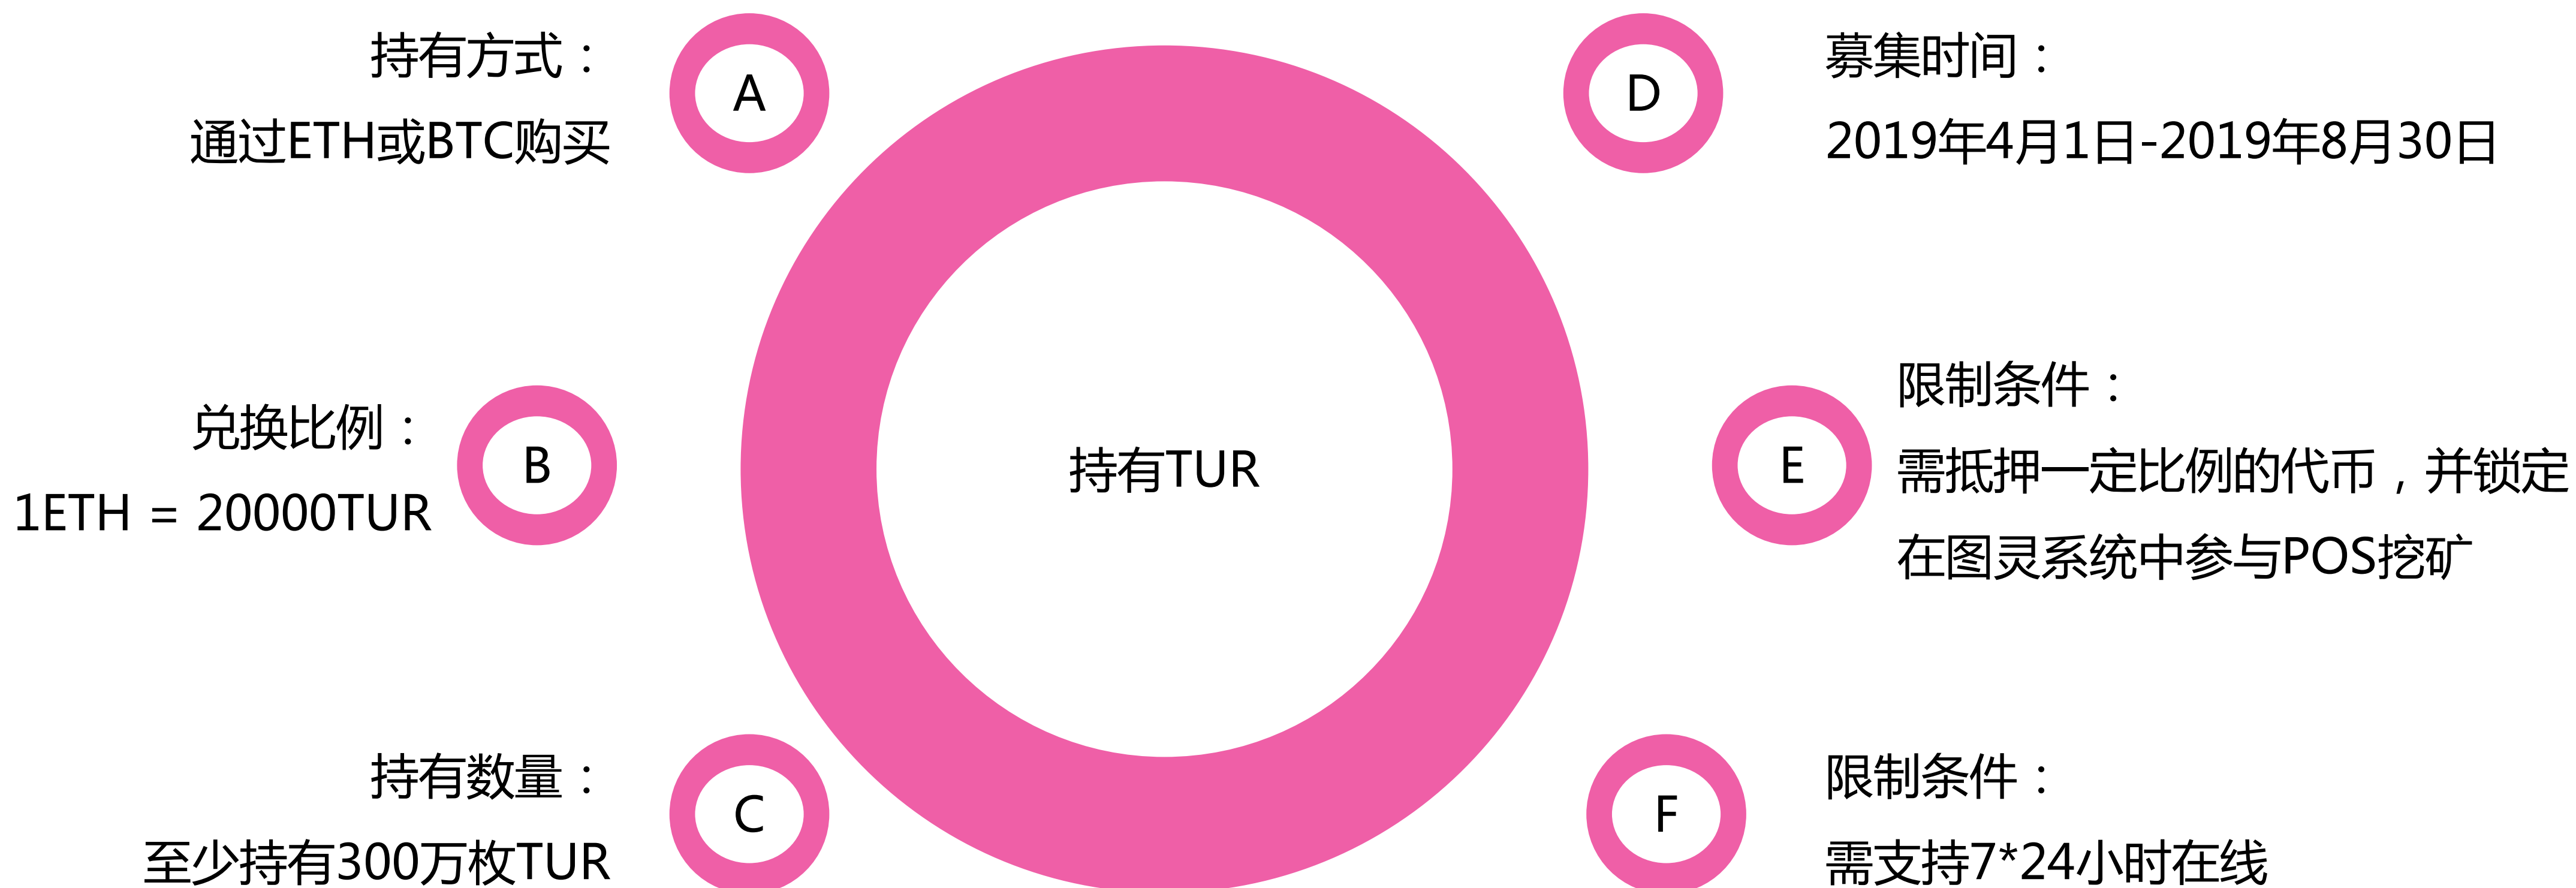 持有方式：
通过ETH或BTC购买
A
兑换比例：
1ETH = 20000TUR
B
持有数量：
至少持有300万枚TUR
C
持有TUR
D
募集时间：
2019年4月1日-2019年8月30日
E
限制条件：
需抵押一定比例的代币，并锁定
在图灵系统中参与POS挖矿
F
限制条件：
需支持7*24小时在线